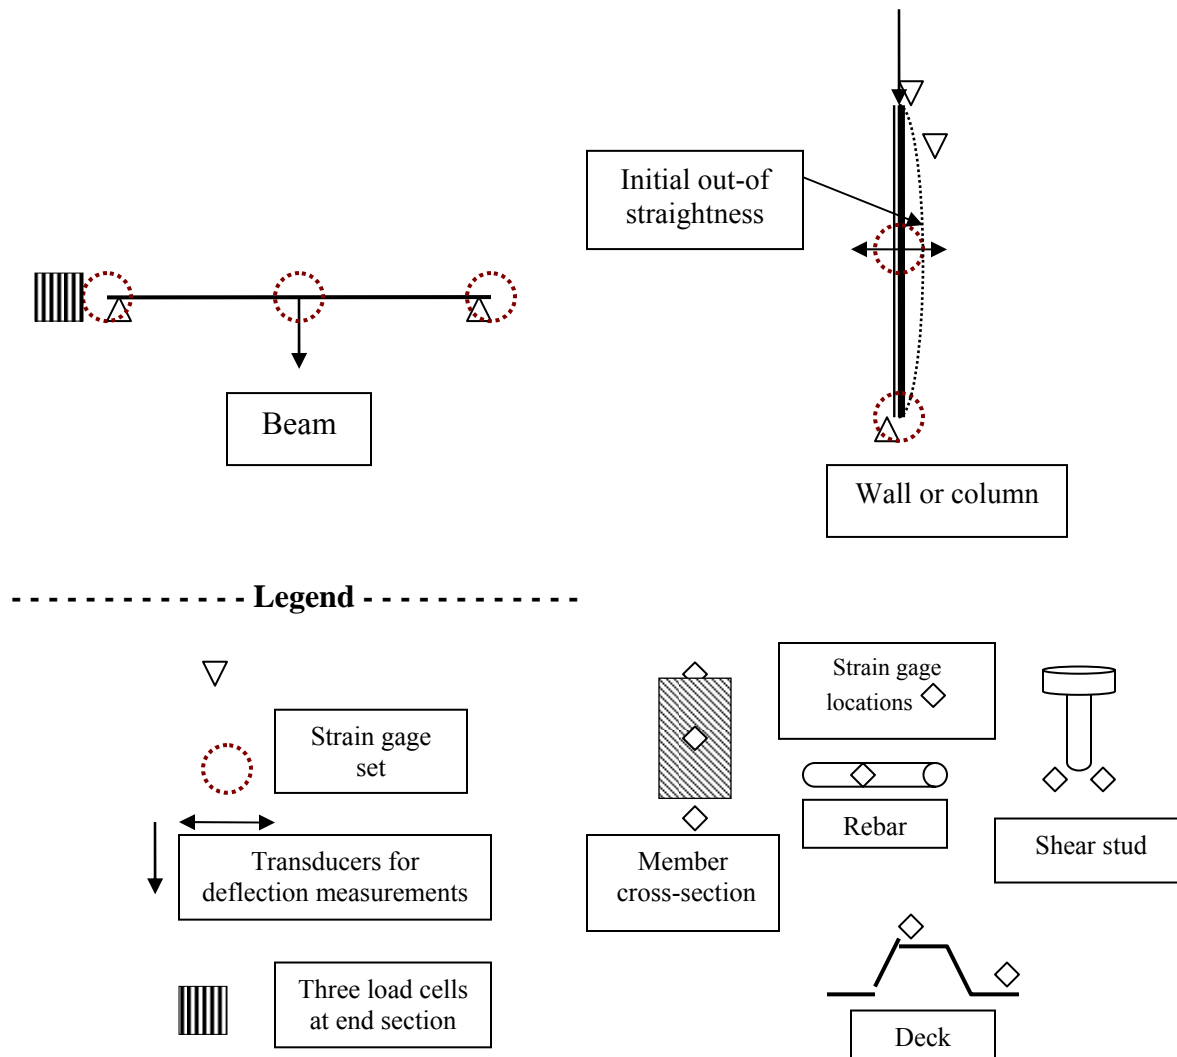 Initial out-of
straightness
Beam
Wall or column
- - - - - - - - - - - - Legend - - - - - - - - - - -
Strain gage
set
Transducers for
deflection measurements
Three load cells
at end section
Strain gage
locations
Member
cross-section
Rebar
Shear stud
Deck